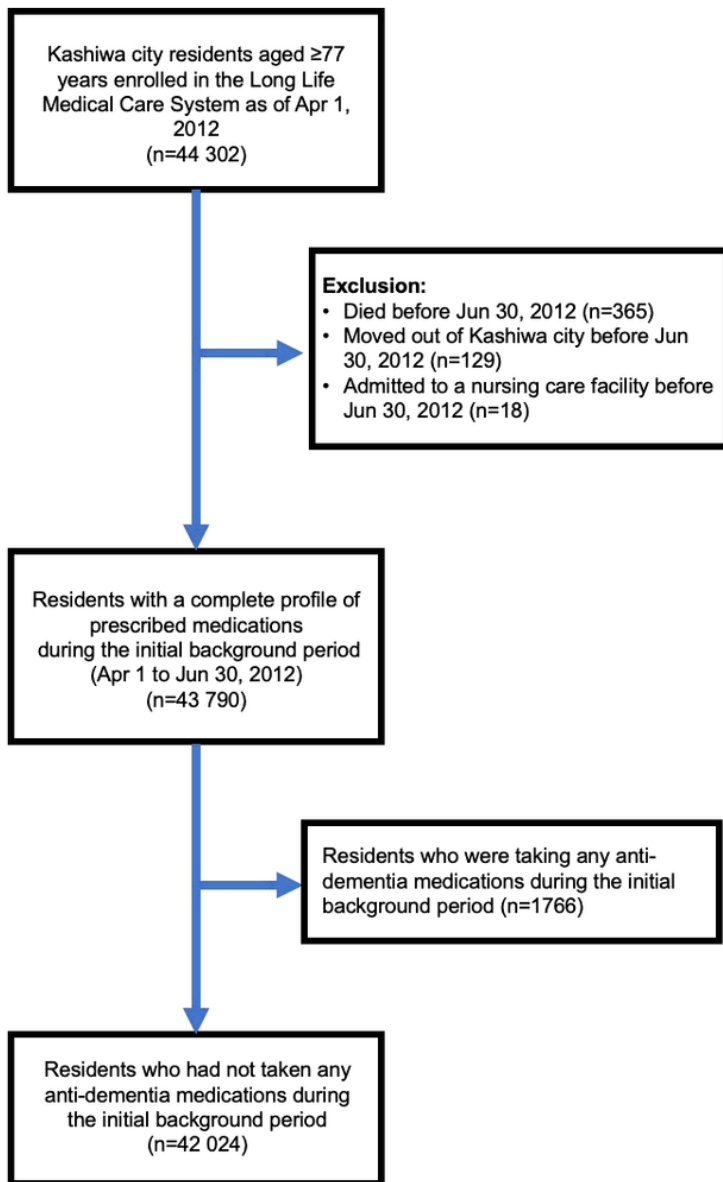 Kashiwa city residents aged ≥77
years enrolled in the Long Life
Medical Care System as of Apr 1,
2012
(n=44 302)
Exclusion:
• Died before Jun 30, 2012 (n=365)
• Moved out of Kashiwa city before Jun
30, 2012 (n=129)
• Admitted to a nursing care facility before
Jun 30, 2012 (n=18)
Residents with a complete profile of
prescribed medications
during the initial background period
(Apr 1 to Jun 30, 2012)
(n=43 790)
Residents who were taking any anti-
dementia medications during the initial
background period (n=1766)
Residents who had not taken any
anti-dementia medications during
the initial background period
(n=42 024)